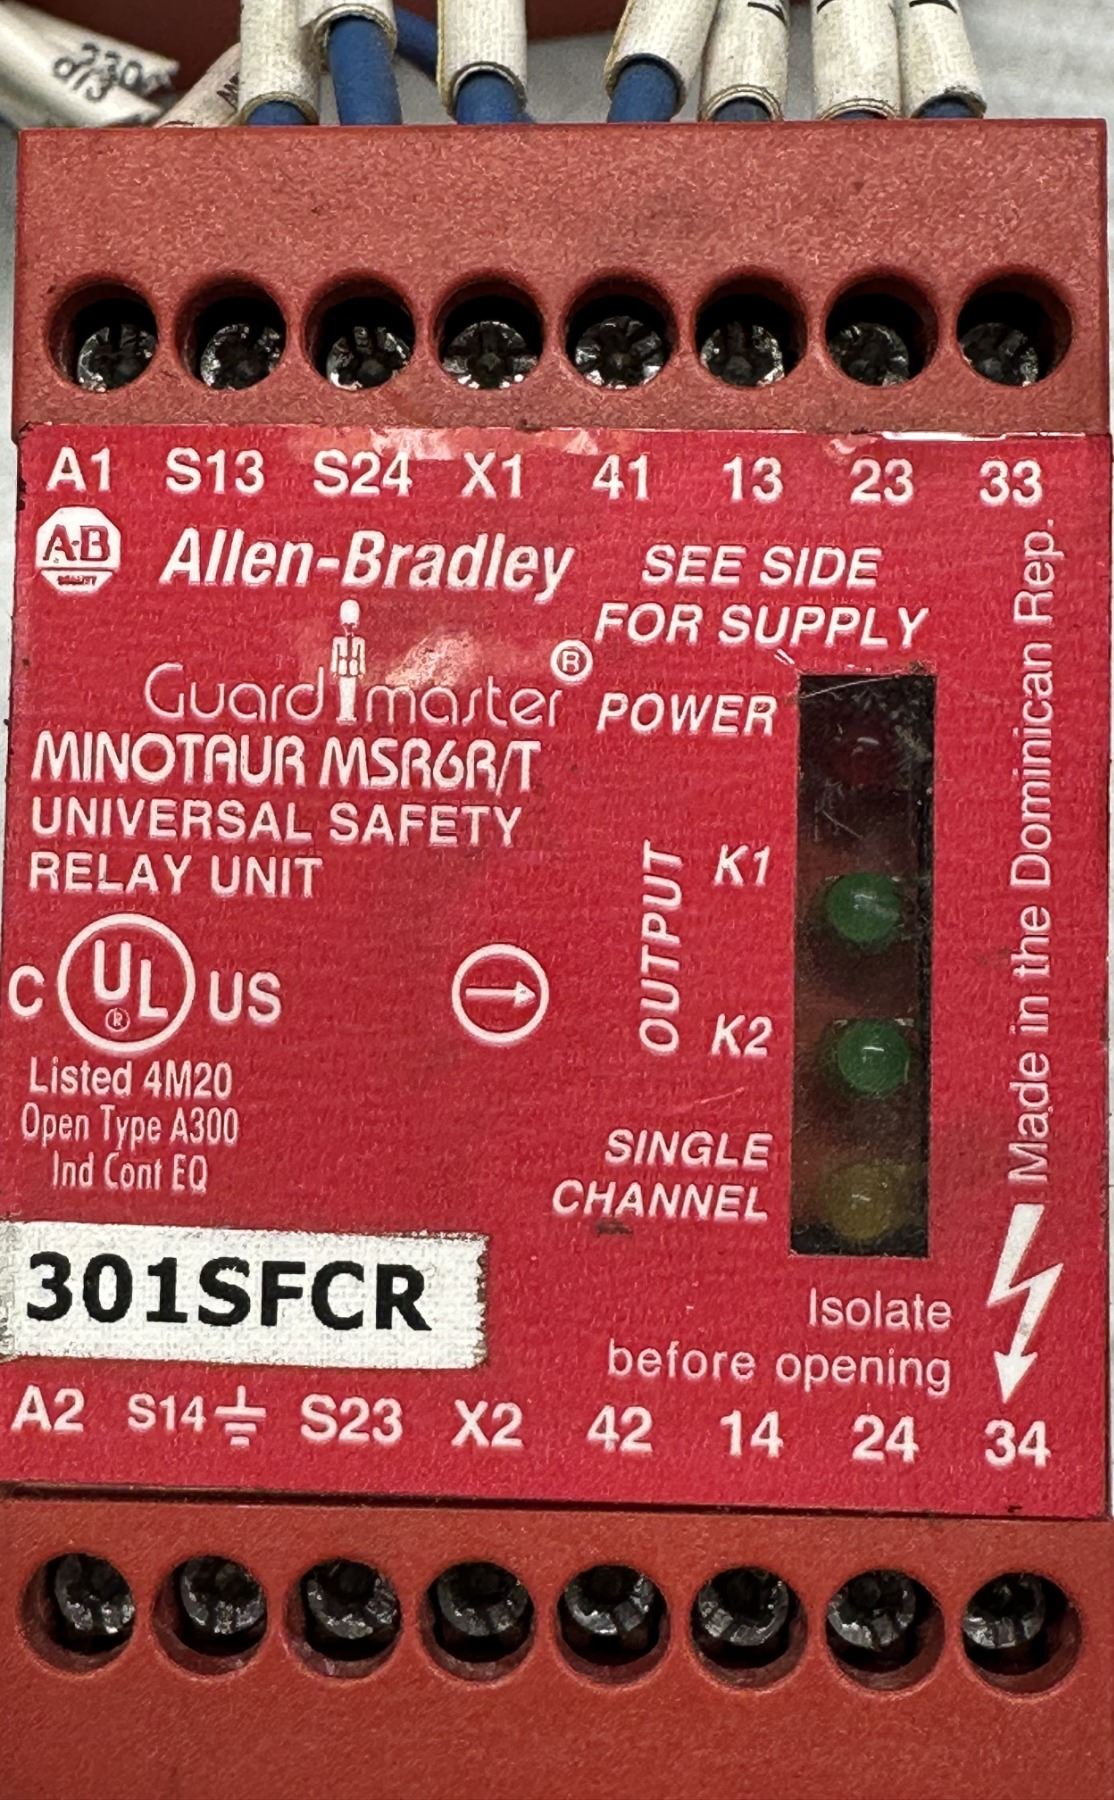 230
A1 S13 S24 X1 41 13 23 33
A-B
QUALITY
Allen-Bradley
SEE SIDE
FOR SUPPLY
Guardmaster®
MINOTAUR MSR6R/T
UNIVERSAL SAFETY
RELAY UNIT
POWER
OUTPUT
K1
K2
SINGLE
CHANNEL
Made in the Dominican Rep.
C UL® US
Listed 4M20
Open Type A300
Ind Cont EQ
301SFCR
Isolate
before opening
A2 S14 S23 X2 42 14 24 34